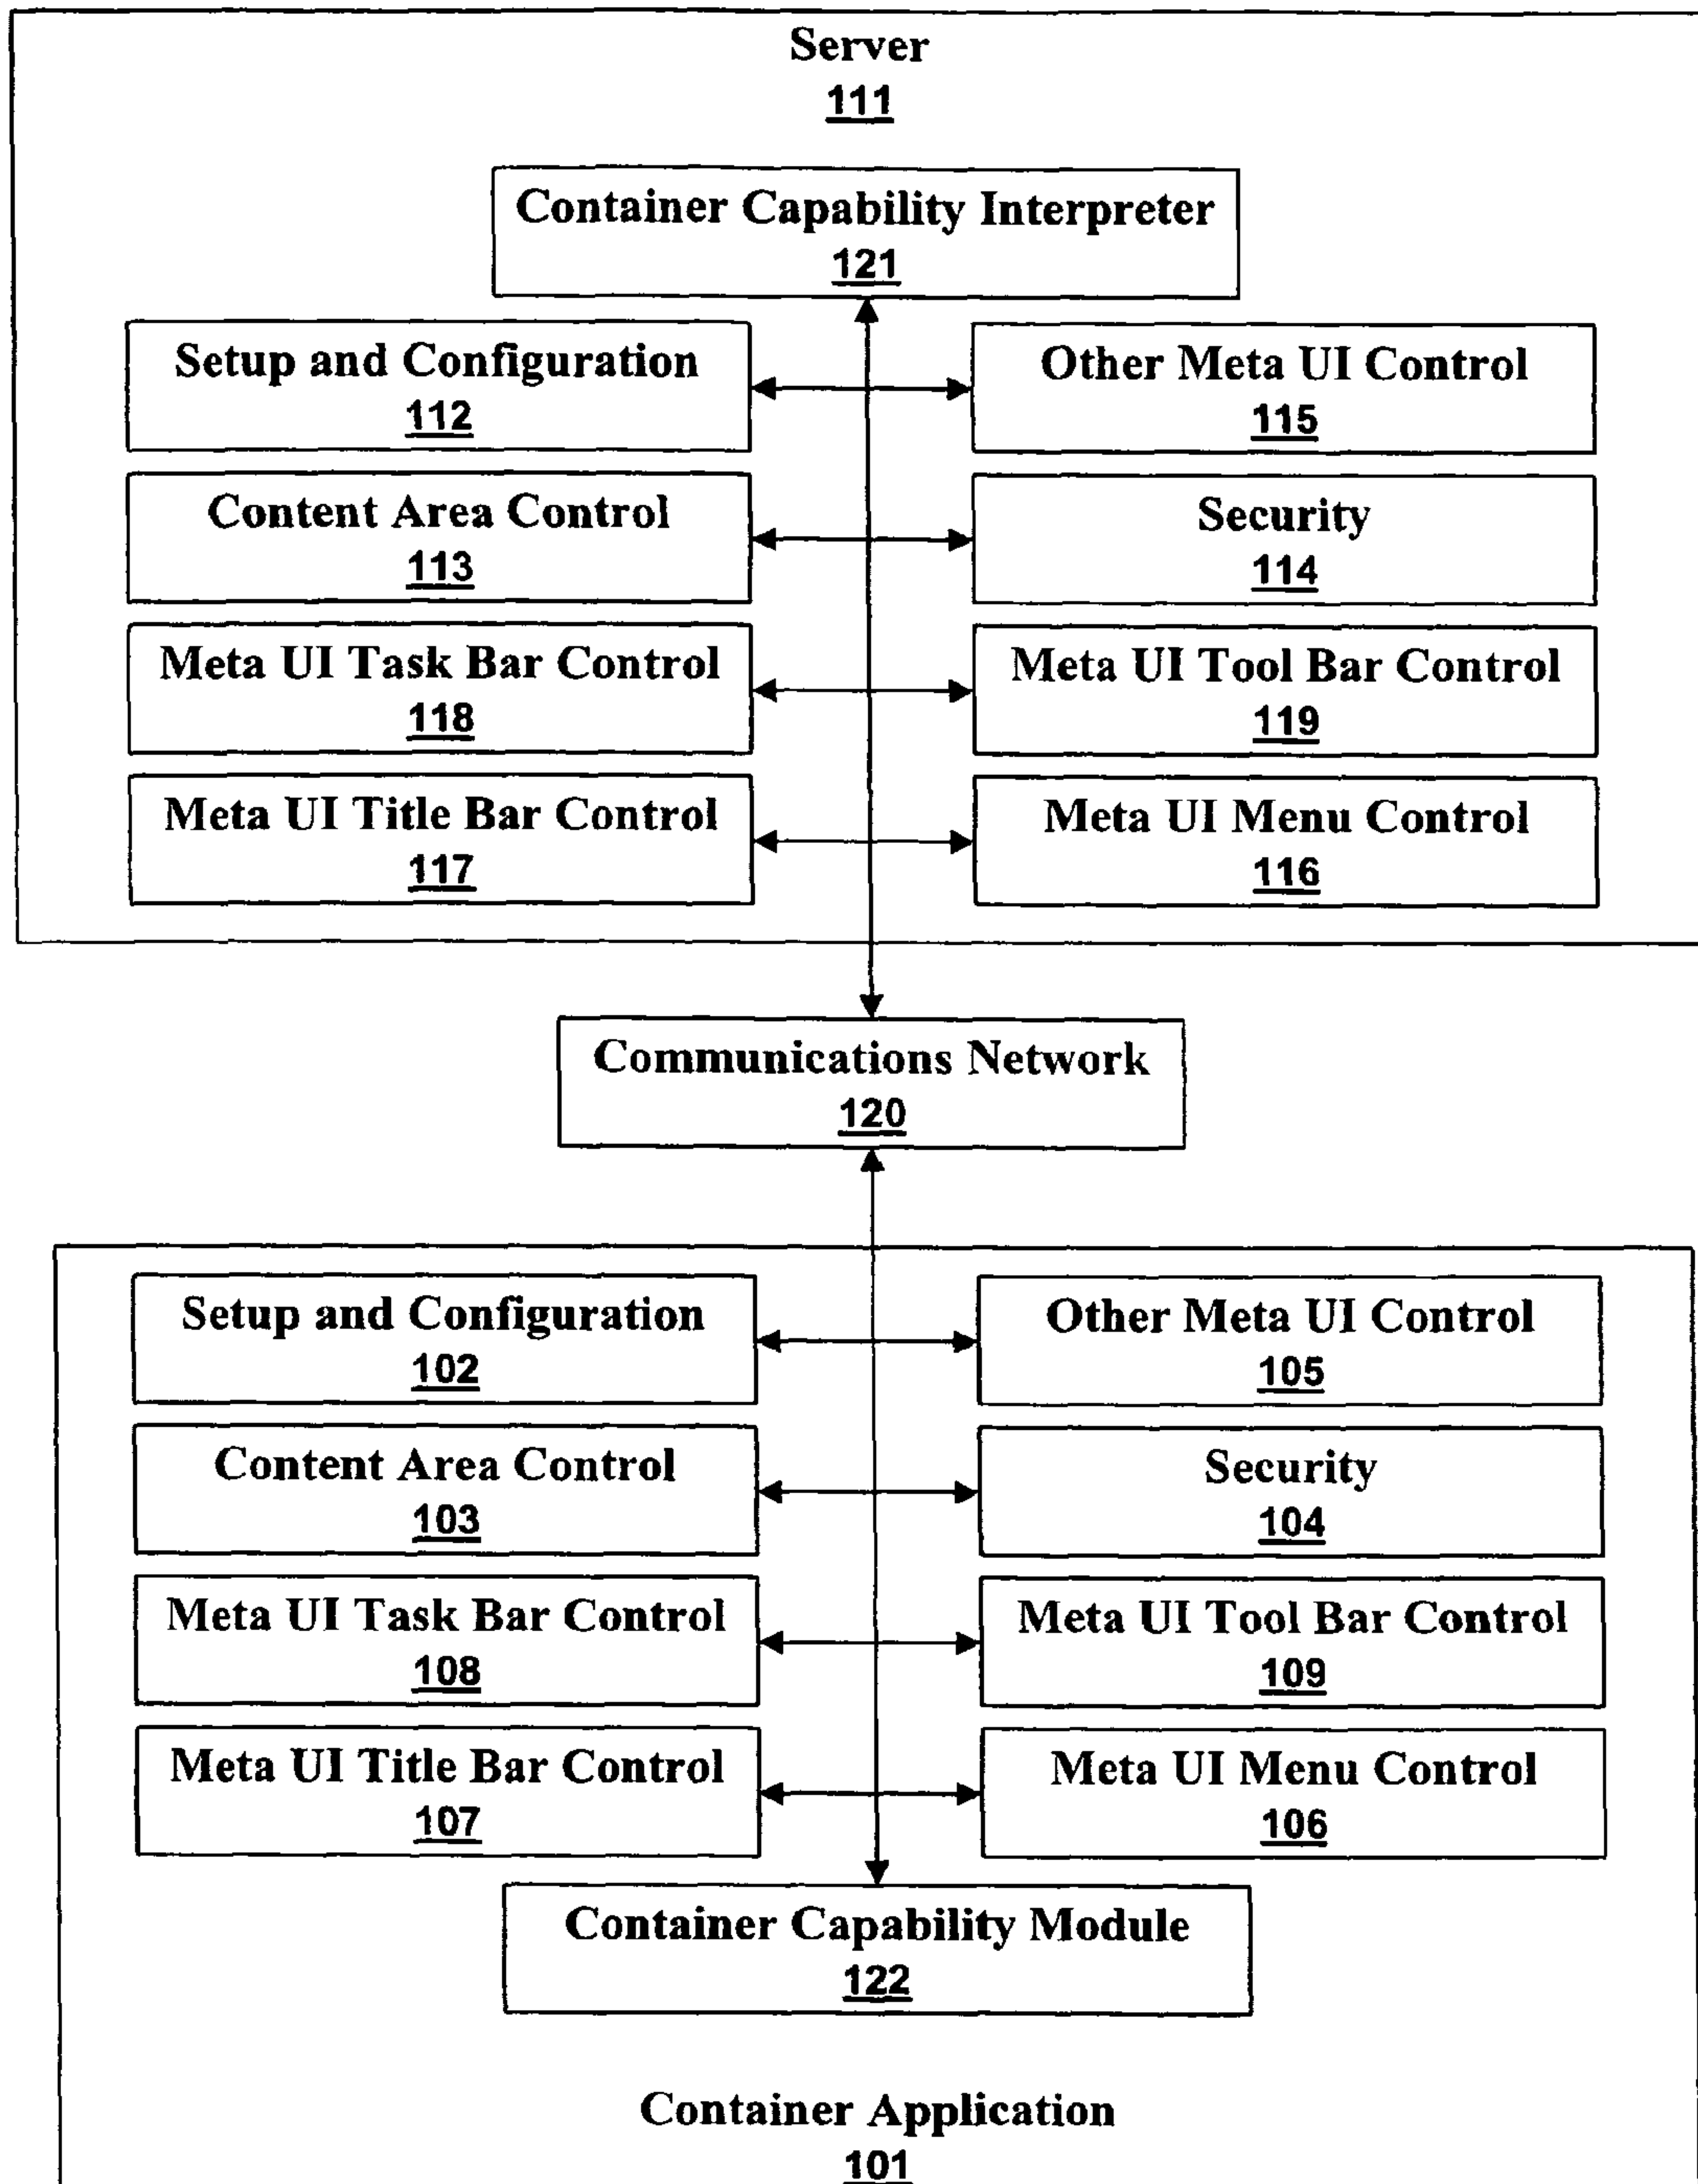 Server
111
Container Capability Interpreter
121
Setup and Configuration
112
Other Meta UI Control
115
Content Area Control
113
Security
114
Meta UI Task Bar Control
118
Meta UI Tool Bar Control
119
Meta UI Title Bar Control
117
Meta UI Menu Control
116
Communications Network
120
Setup and Configuration
102
Other Meta UI Control
105
Content Area Control
103
Security
104
Meta UI Task Bar Control
108
Meta UI Tool Bar Control
109
Meta UI Title Bar Control
107
Meta UI Menu Control
106
Container Capability Module
122
Container Application
101